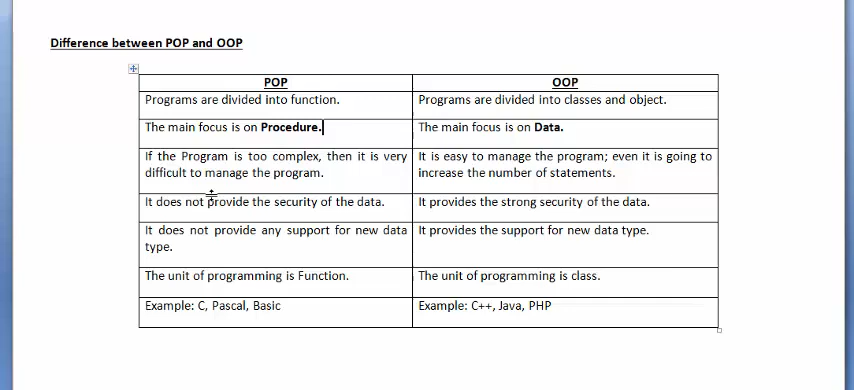 Difference between POP and OOP
POP
OOP
Programs are divided into function.
Programs are divided into classes and object.
The main focus is on Procedure.
The main focus is on Data.
If the Program is too complex, then it is very
difficult to manage the program.
It is easy to manage the program; even it is going to
increase the number of statements.
It does not provide the security of the data.
It provides the strong security of the data.
It does not provide any support for new data
type.
It provides the support for new data type.
The unit of programming is Function.
The unit of programming is class.
Example: C, Pascal, Basic
Example: C++, Java, PHP